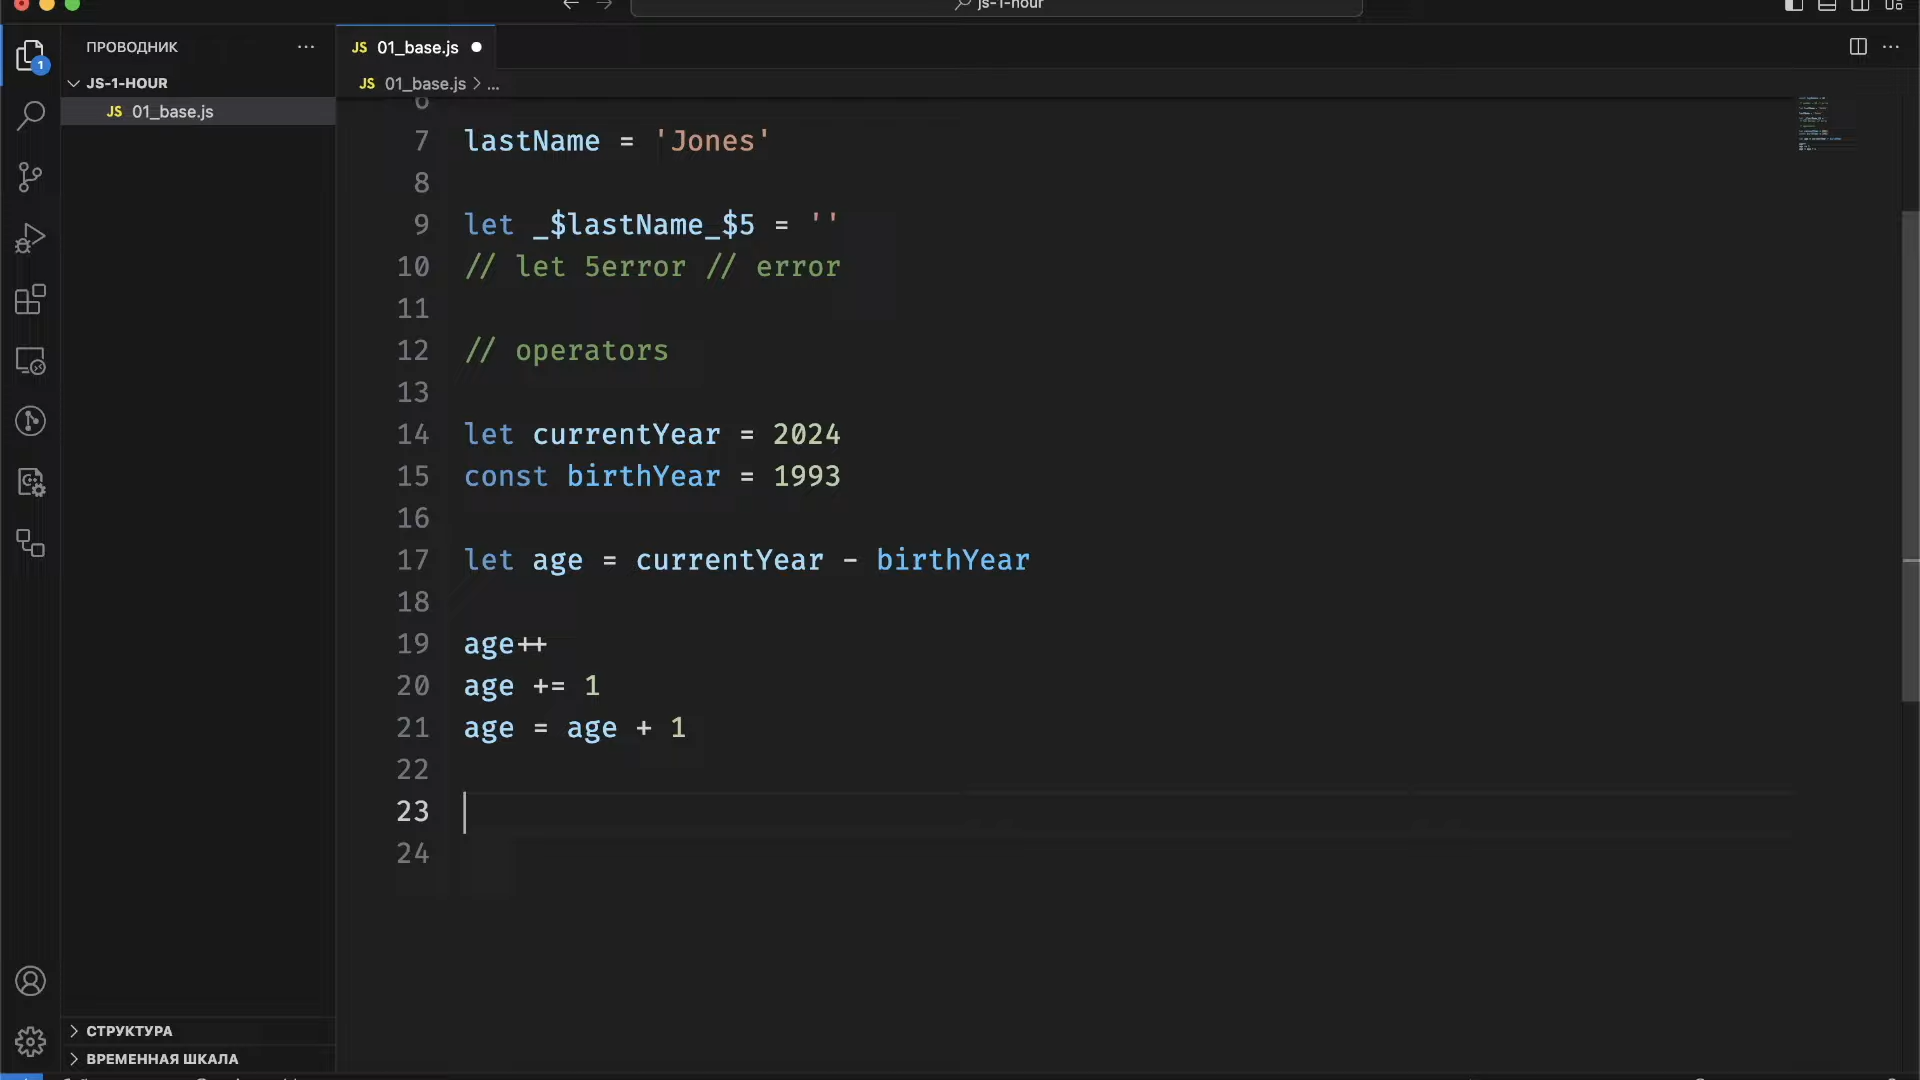 js-1-hour
ПРОВОДНИК
JS 01_base.js
JS-1-HOUR
JS 01_base.js > ...
JS 01_base.js
1
6
7 lastName = 'Jones'
8
9 let _$lastName_$5 = ''
10 // let 5error // error
11
12 // operators
13
14 let currentYear = 2024
15 const birthYear = 1993
16
17 let age = currentYear - birthYear
18
19 age++
20 age += 1
21 age = age + 1
22
23
24
СТРУКТУРА
ВРЕМЕННАЯ ШКАЛА